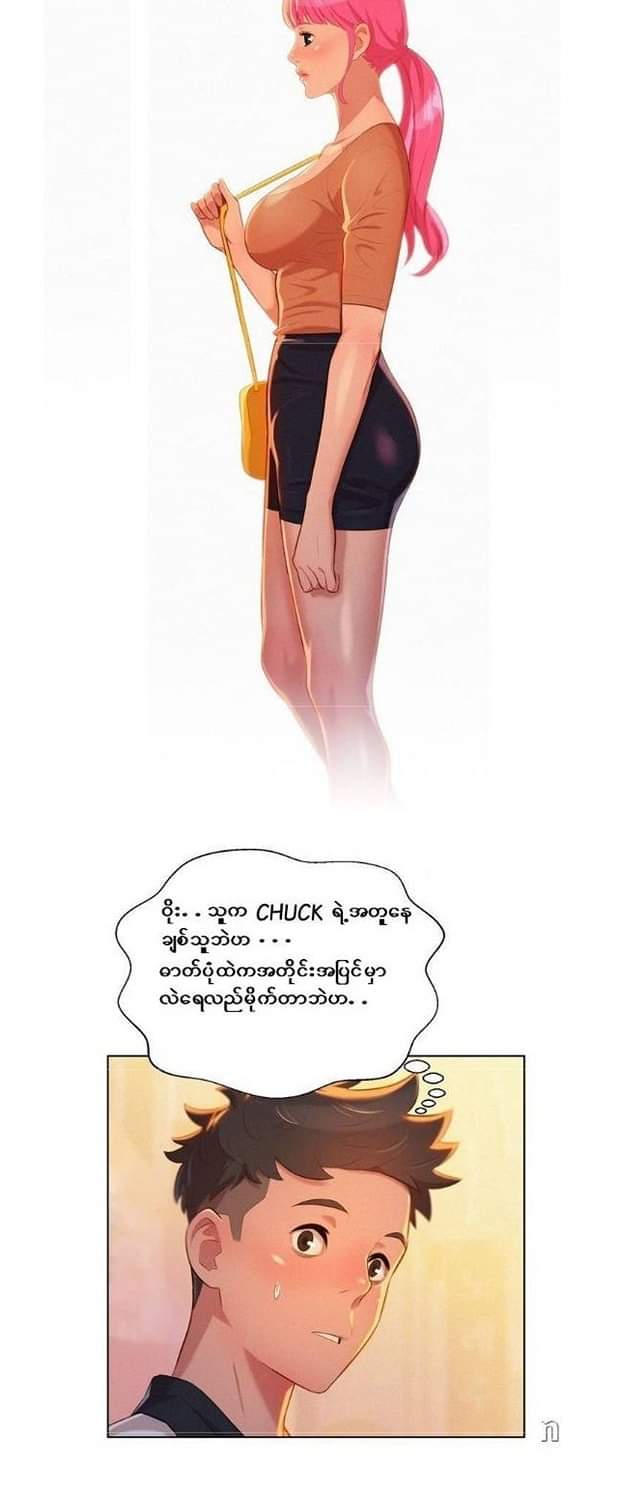 ဝိုး. . သူက CHUCK ရဲ့အတူနေ
ချစ်သူဘဲဟ . . .
ဓာတ်ပုံထဲကအတိုင်းအပြင်မှာ
လဲရေလည်မိုက်တာဘဲဟ. .
ก